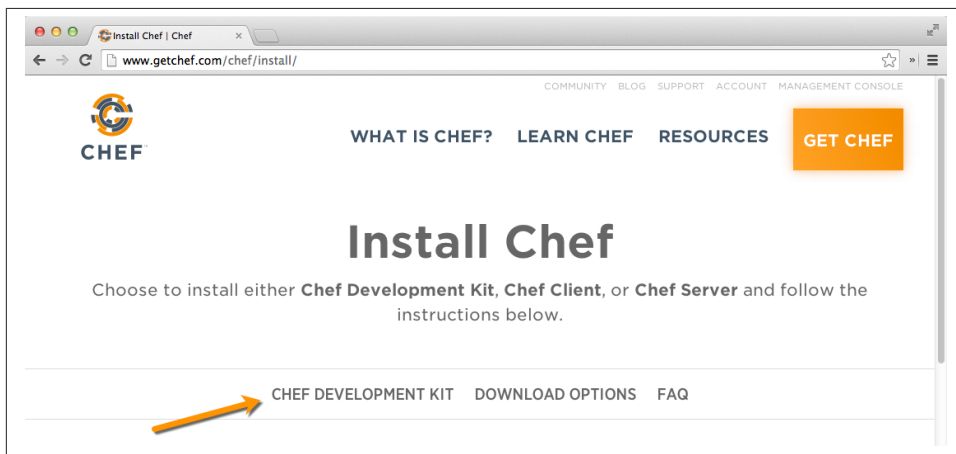 Install Chef | Chef
www.getchef.com/chef/install/
COMMUNITY BLOG SUPPORT ACCOUNT MANAGEMENT CONSOLE
CHEF
WHAT IS CHEF? LEARN CHEF RESOURCES GET CHEF
Install Chef
Choose to install either Chef Development Kit, Chef Client, or Chef Server and follow the
instructions below.
CHEF DEVELOPMENT KIT DOWNLOAD OPTIONS FAQ